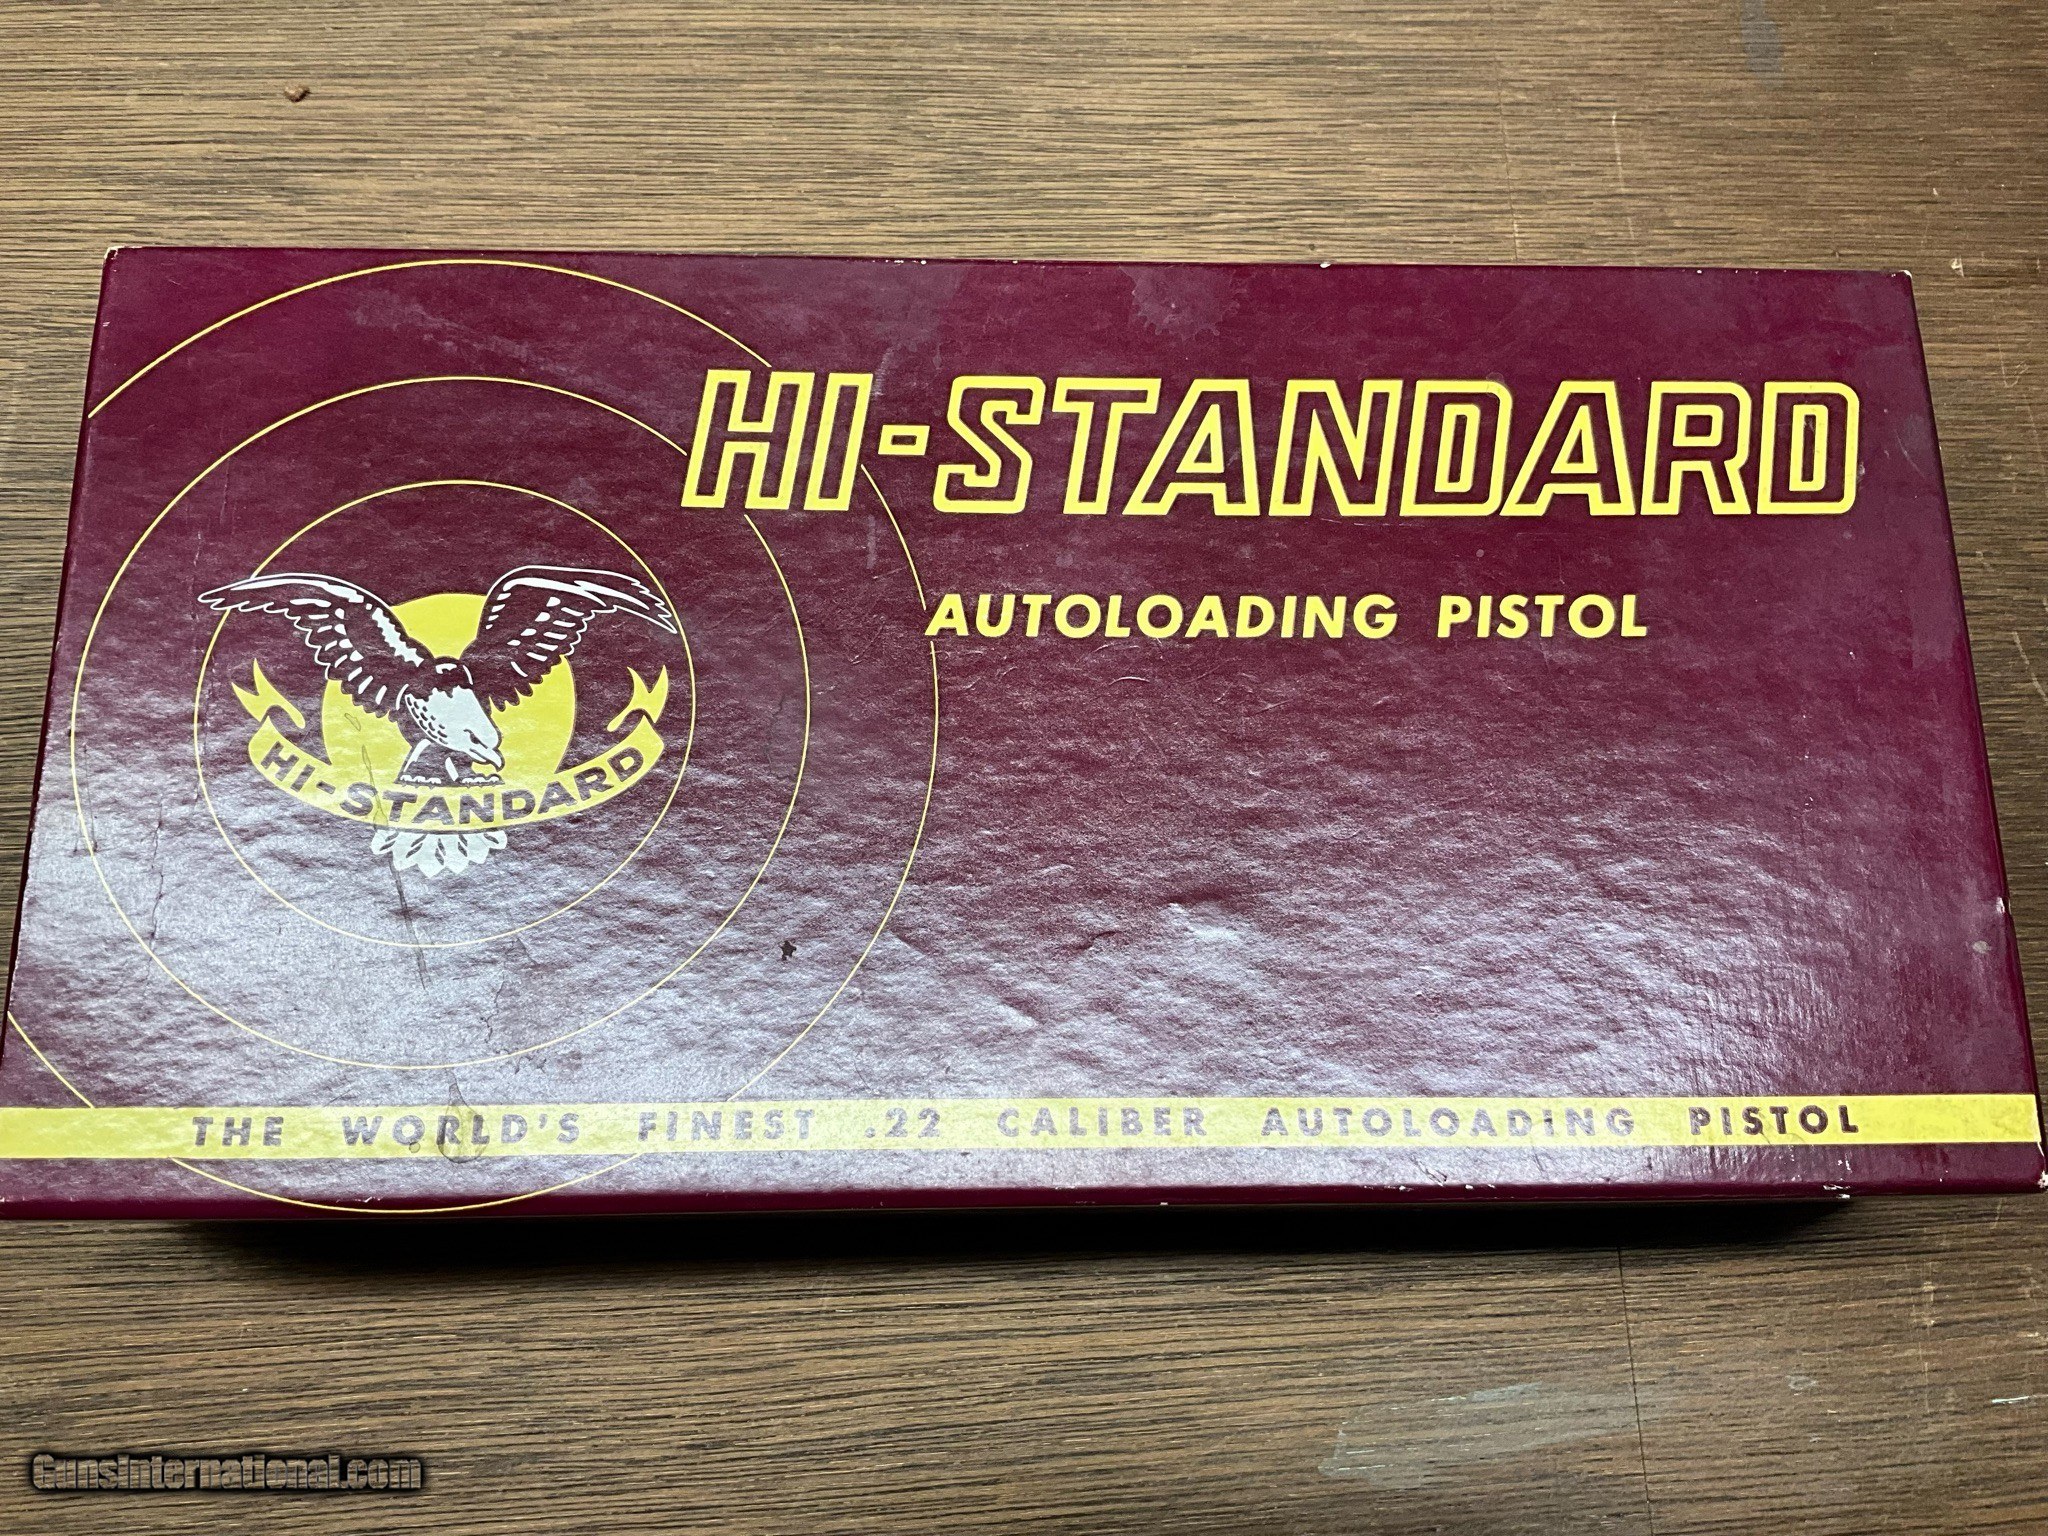 HI-STANDARD
AUTOLOADING PISTOL
HI-STANDARD
THE WORLD'S FINEST .22 CALIBER AUTOLOADING PISTOL
GunsInternational.com